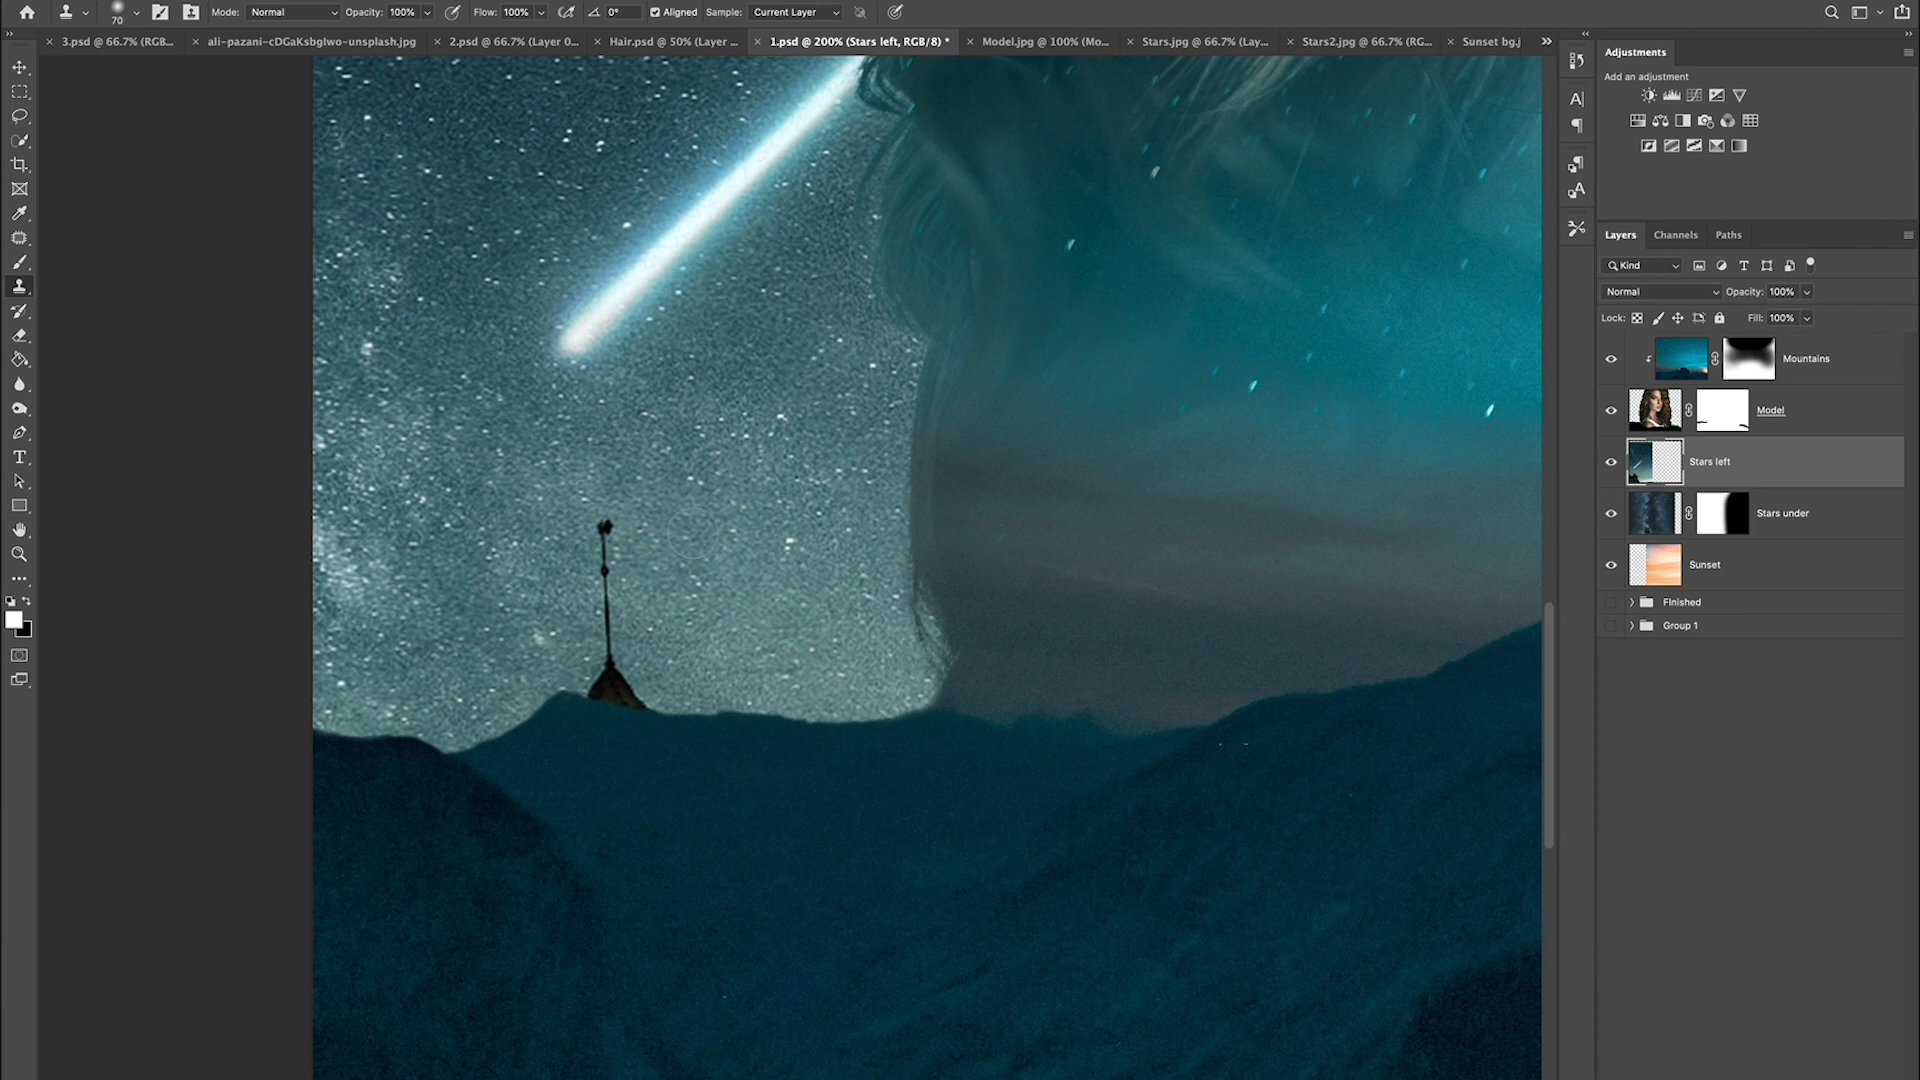 70 Mode: Normal Opacity: 100% Flow: 100% 0° Aligned Sample: Current Layer
3.psd @ 66.7% (RGB... ali-pazani-cDGaKsbglwo-unsplash.jpg 2.psd @ 66.7% (Layer 0... Hair.psd @ 50% (Layer ... 1.psd @ 200% (Stars left, RGB/8) * Model.jpg @ 100% (Mo... Stars.jpg @ 66.7% (Lay... Stars2.jpg @ 66.7% (RG... Sunset bg.j
Adjustments
Add an adjustment
Layers Channels Paths
Kind
Normal Opacity: 100%
Lock: Fill: 100%
Mountains
Model
Stars left
Stars under
Sunset
FInished
Group 1